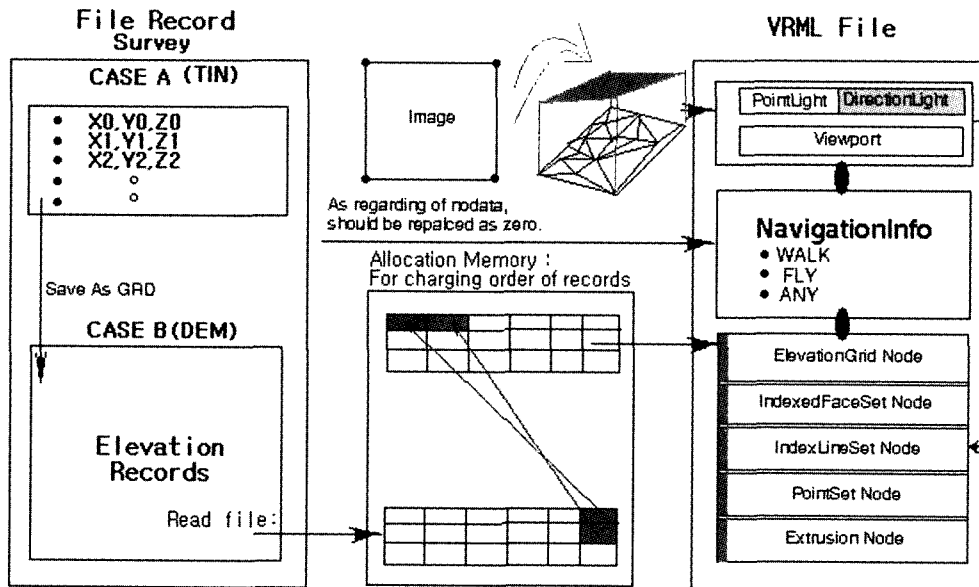 File Record
Survey
CASE A (TIN)
X0,Y0,Z0
X1,Y1,Z1
X2,Y2,Z2
Save As GRD
CASE B (DEM)
Elevation
Records
Read file:
Image
As regarding of nodata,
should be repalced as zero.
Allocation Memory :
For charging order of records
VRML File
PointLight
DirectionLight
Viewport
NavigationInfo
WALK
FLY
ANY
ElevationGrid Node
IndexedFaceSet Node
IndexLineSet Node
PointSet Node
Extrusion Node